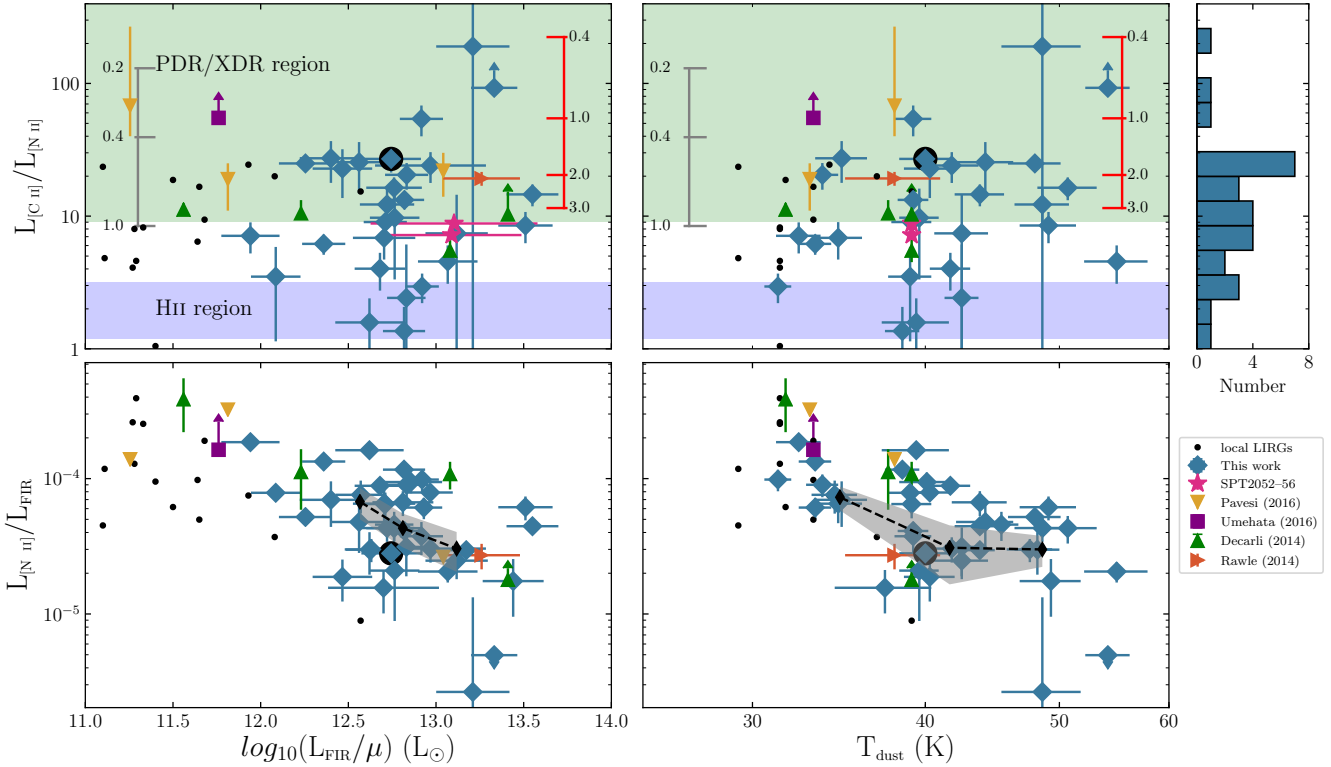 L[C II]/L[N II]
100
10
1
PDR/XDR region
HII region
0.2
0.4
1.0
0.4
1.0
2.0
3.0
0.2
0.4
1.0
0.4
1.0
2.0
3.0
0
4
8
Number
L[N II]/LFIR
10⁻⁴
10⁻⁵
11.0
11.5
12.0
12.5
13.0
13.5
14.0
log10(LFIR/μ) (L⊙)
30
40
50
60
Tdust (K)
local LIRGs
This work
SPT2052–56
Pavesi (2016)
Umehata (2016)
Decarli (2014)
Rawle (2014)